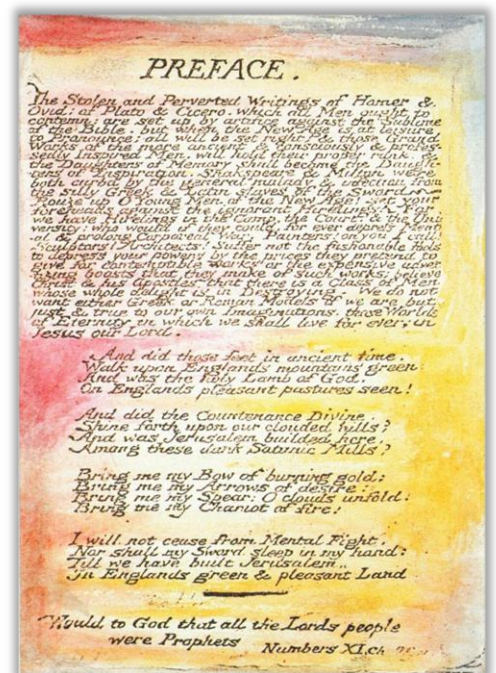 PREFACE.
The Stolen and Perverted Writings of Homer &
Ovid: of Plato & Cicero. which all Men ought to
contemn: are set up by artifice against the Sublime
of the Bible. but when the New Age is at leisure
to Pronounce; all will be set right: & those Grand
Works of the more ancient & consciously & profes-
sedly Inspired Men, will hold their proper rank, &
the Daughters of Memory shall become the Daugh-
ters of Inspiration. Shakspeare & Milton were
both curbd by the general malady & infection from
the silly Greek & Latin slaves of the Sword.
Rouze up O Young Men of the New Age! set your
foreheads against the ignorant Hirelings! For
we have Hirelings in the Camp, the Court & the Uni-
versity: who would if they could, for ever depress Ment-
al & prolong Corporeal War. Painters! on you I call!
Sculptors! Architects! Suffer not the fashonable Fools
to depress your powers by the prices they pretend to
give for contemptible works or the expensive adver-
tizing boasts that they make of such works; believe
Christ & his Apostles that there is a Class of Men
whose whole delight is in Destroying. We do not
want either Greek or Roman Models if we are but
just & true to our own Imaginations, those Worlds
of Eternity in which we shall live for ever; in
Jesus our Lord.
And did those feet in ancient time,
Walk upon Englands mountains green:
And was the holy Lamb of God,
On Englands pleasant pastures seen!
And did the Countenance Divine,
Shine forth upon our clouded hills?
And was Jerusalem builded here,
Among these dark Satanic Mills?
Bring me my Bow of burning gold:
Bring me my Arrows of desire:
Bring me my Spear: O clouds unfold:
Bring me my Chariot of fire!
I will not cease from Mental Fight,
Nor shall my Sword sleep in my hand:
Till we have built Jerusalem,
In Englands green & pleasant Land
Would to God that all the Lords people
were Prophets Numbers XI.ch